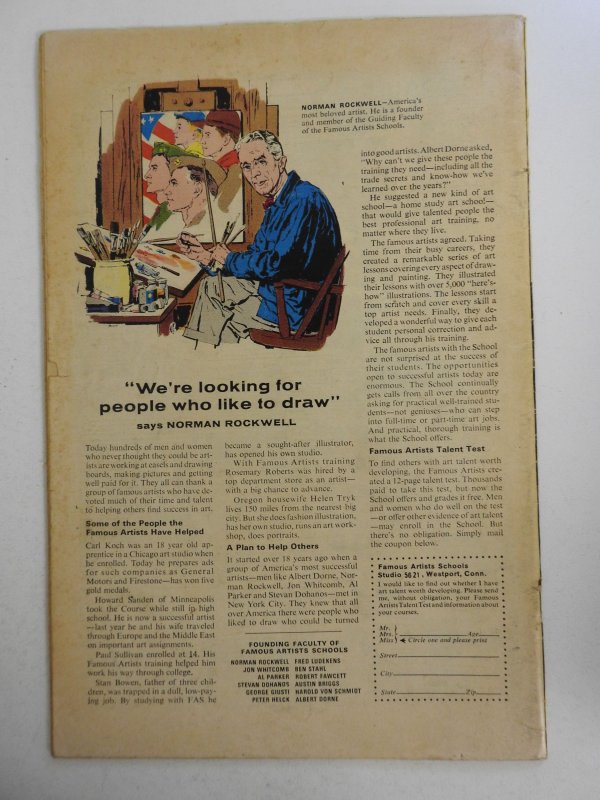 NORMAN ROCKWELL—America's
most beloved artist. He is a founder
and member of the Guiding Faculty
of the Famous Artists Schools.
"We're looking for
people who like to draw"
says NORMAN ROCKWELL
Today hundreds of men and women
who never thought they could be art-
ists are working at easels and drawing
boards, making pictures and getting
well paid for it. They all can thank a
group of famous artists who have de-
voted much of their time and talent
to helping others find success in art.
Some of the People the
Famous Artists Have Helped
Carl Koch was an 18 year old ap-
prentice in a Chicago art studio when
he enrolled. Today he prepares ads
for such companies as General
Motors and Firestone—has won five
gold medals.
Howard Sanden of Minneapolis
took the Course while still in high
school. He is now a successful artist
—last year he and his wife traveled
through Europe and the Middle East
on important art assignments.
Paul Sullivan enrolled at 14. His
Famous Artists training helped him
work his way through college.
Stan Bowen, father of three chil-
dren, was trapped in a dull, low-pay-
ing job. By studying with FAS he
became a sought-after illustrator,
has opened his own studio.
With Famous Artists training
Rosemary Roberts was hired by a
top department store as an artist—
with a big chance to advance.
Oregon housewife Helen Tryk
lives 150 miles from the nearest big
city. But she does fashion illustration,
has her own studio, runs an art work-
shop, does portraits.
A Plan to Help Others
It started over 18 years ago when a
group of America's most successful
artists—men like Albert Dorne, Nor-
man Rockwell, Jon Whitcomb, Al
Parker and Stevan Dohanos—met in
New York City. They knew that all
over America there were people who
liked to draw who could be turned
FOUNDING FACULTY OF
FAMOUS ARTISTS SCHOOLS
NORMAN ROCKWELL FRED LUDEKENS
JON WHITCOMB BEN STAHL
AL PARKER ROBERT FAWCETT
STEVAN DOHANOS AUSTIN BRIGGS
GEORGE GIUSTI HAROLD VON SCHMIDT
PETER HELCK ALBERT DORNE
into good artists. Albert Dorne asked,
"Why can't we give these people the
training they need—including all the
trade secrets and know-how we've
learned over the years?"
He suggested a new kind of art
school—a home study art school—
that would give talented people the
best professional art training, no
matter where they live.
The famous artists agreed. Taking
time from their busy careers, they
created a remarkable series of art
lessons covering every aspect of draw-
ing and painting. They illustrated
their lessons with over 5,000 "here's-
how" illustrations. The lessons start
from scratch and cover every skill a
top artist needs. Finally, they de-
veloped a wonderful way to give each
student personal correction and ad-
vice all through his training.
The famous artists with the School
are not surprised at the success of
their students. The opportunities
open to successful artists today are
enormous. The School continually
gets calls from all over the country
asking for practical well-trained stu-
dents—not geniuses—who can step
into full-time or part-time art jobs.
And practical, thorough training is
what the School offers.
Famous Artists Talent Test
To find others with art talent worth
developing, the Famous Artists cre-
ated a 12-page talent test. Thousands
paid to take this test, but now the
School offers and grades it free. Men
and women who do well on the test
—or offer other evidence of art talent
—may enroll in the School. But
there's no obligation. Simply mail
the coupon below.
Famous Artists Schools
Studio 5621, Westport, Conn.
I would like to find out whether I have
art talent worth developing. Please send
me, without obligation, your Famous
Artists Talent Test and information about
your courses.
Mr.
Mrs. Age
Miss Circle one and please print
Street
City
State Zip